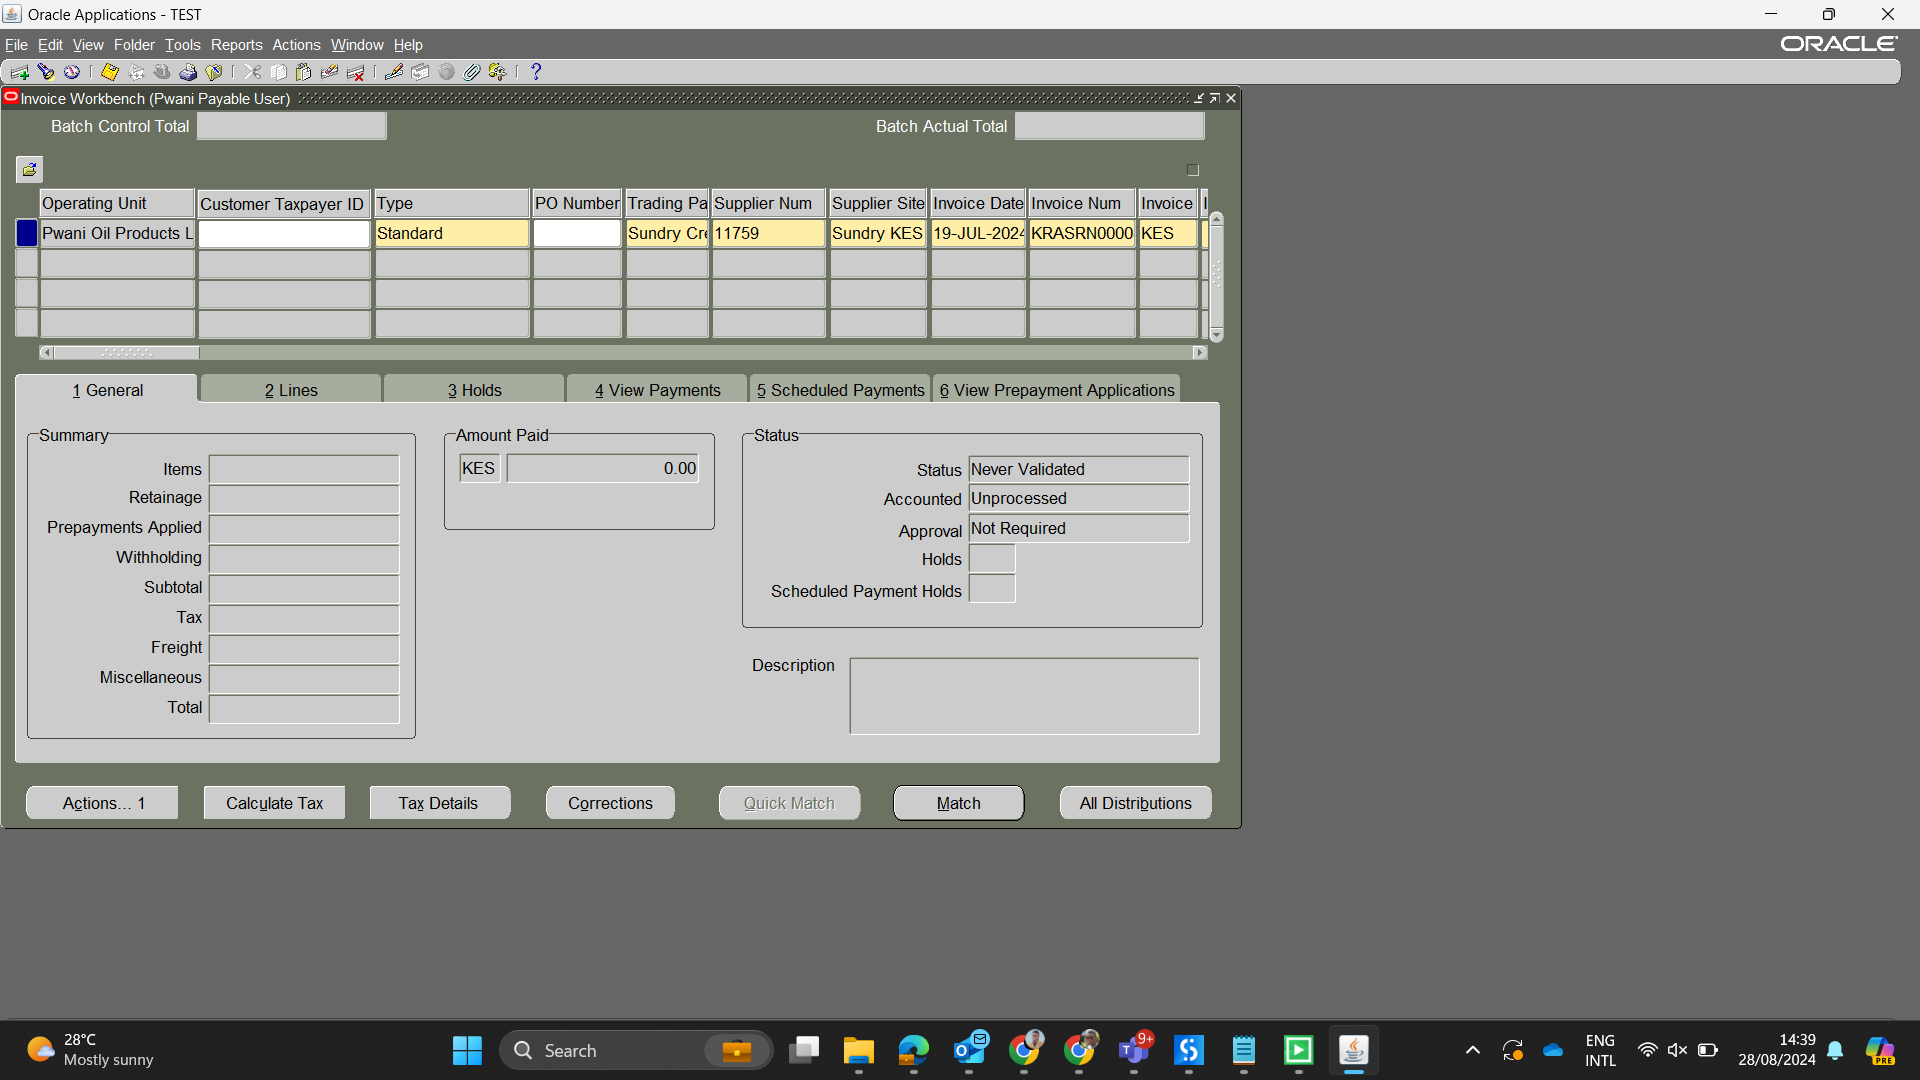 Oracle Applications - TEST
File Edit View Folder Tools Reports Actions Window Help
ORACLE
Invoice Workbench (Pwani Payable User)
Batch Control Total
Batch Actual Total
Operating Unit Customer Taxpayer ID Type PO Number Trading Pa Supplier Num Supplier Site Invoice Date Invoice Num Invoice
Pwani Oil Products L Standard Sundry Cre 11759 Sundry KES 19-JUL-2024 KRASRN0000 KES
1 General 2 Lines 3 Holds 4 View Payments 5 Scheduled Payments 6 View Prepayment Applications
Summary
Items
Retainage
Prepayments Applied
Withholding
Subtotal
Tax
Freight
Miscellaneous
Total
Amount Paid
KES 0.00
Status
Status Never Validated
Accounted Unprocessed
Approval Not Required
Holds
Scheduled Payment Holds
Description
Actions... 1 Calculate Tax Tax Details Corrections Quick Match Match All Distributions
28°C
Mostly sunny
Search
9+
ENG
INTL
14:39
28/08/2024
PRE